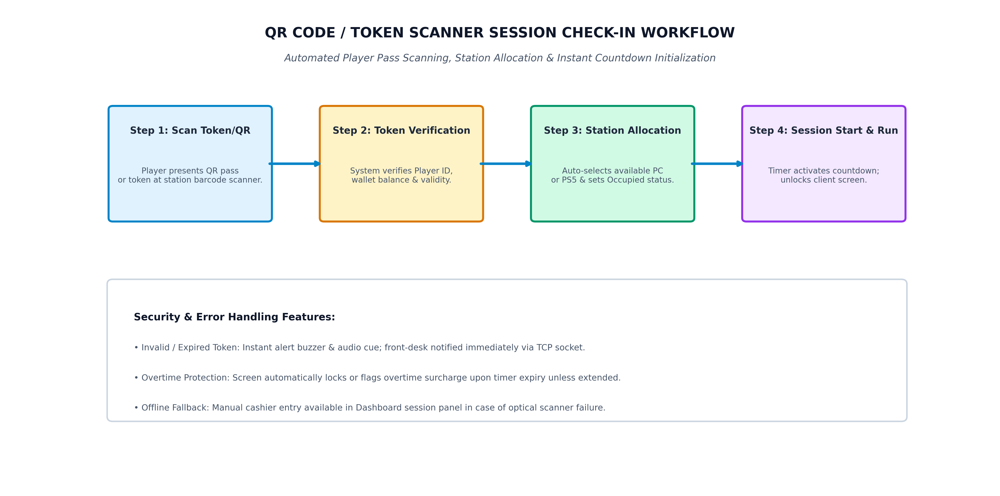 QR CODE / TOKEN SCANNER SESSION CHECK-IN WORKFLOW
Automated Player Pass Scanning, Station Allocation & Instant Countdown Initialization
Step 1: Scan Token/QR
Player presents QR pass
or token at station barcode scanner.
Step 2: Token Verification
System verifies Player ID,
wallet balance & validity.
Step 3: Station Allocation
Auto-selects available PC
or PS5 & sets Occupied status.
Step 4: Session Start & Run
Timer activates countdown;
unlocks client screen.
Security & Error Handling Features:
• Invalid / Expired Token: Instant alert buzzer & audio cue; front-desk notified immediately via TCP socket.
• Overtime Protection: Screen automatically locks or flags overtime surcharge upon timer expiry unless extended.
• Offline Fallback: Manual cashier entry available in Dashboard session panel in case of optical scanner failure.